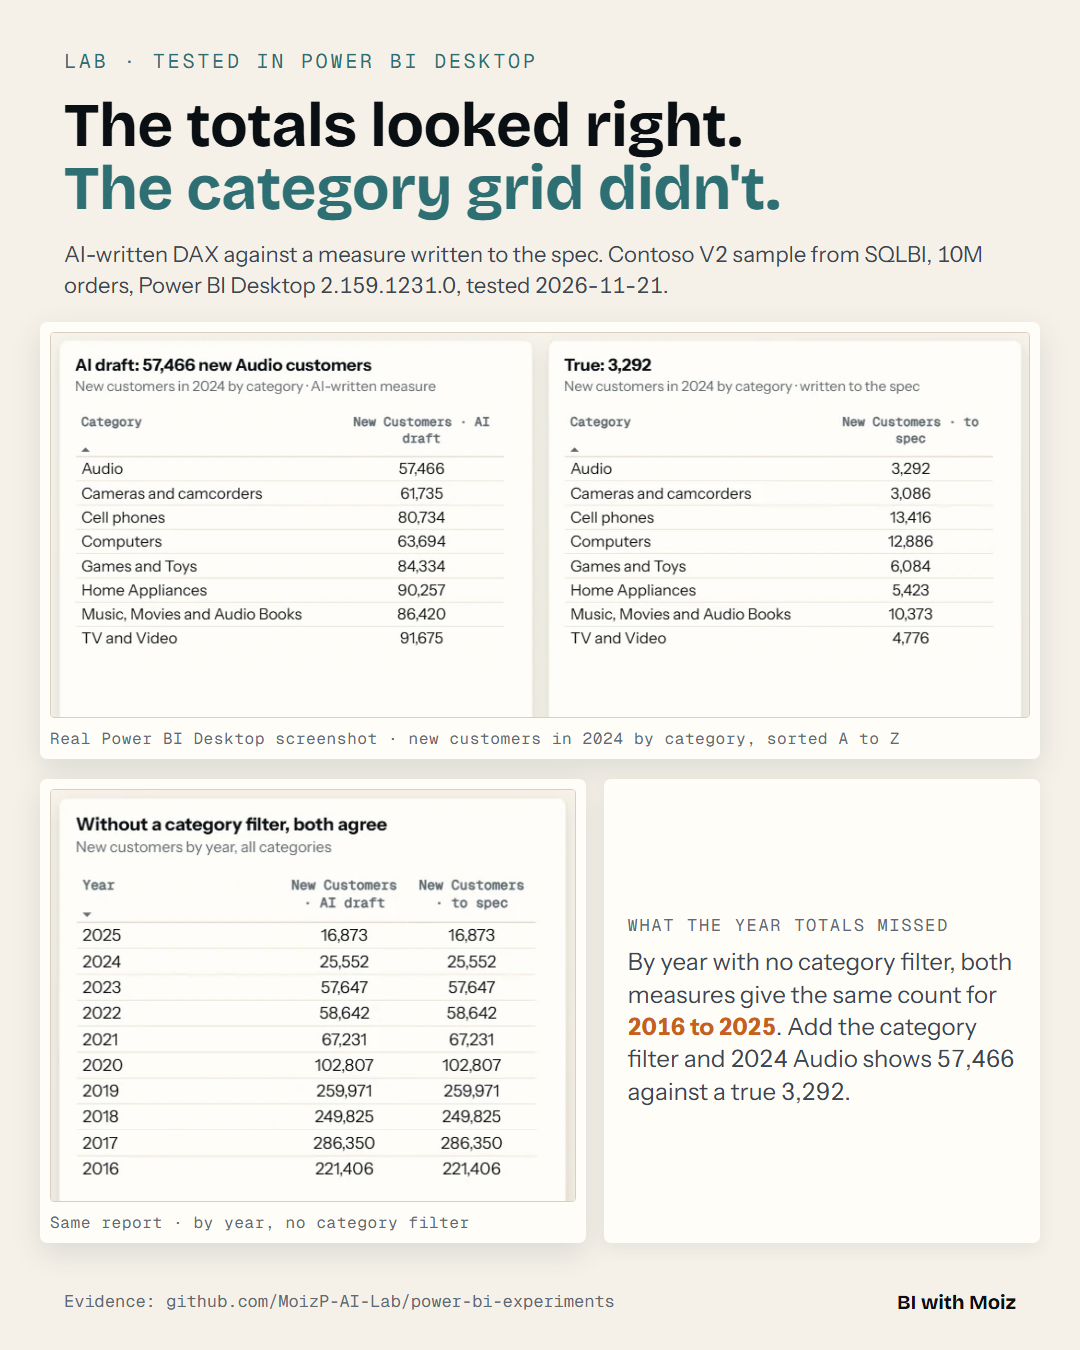 LAB · TESTED IN POWER BI DESKTOP
The totals looked right.
The category grid didn't.
AI-written DAX against a measure written to the spec. Contoso V2 sample from SQLBI, 10M
orders, Power BI Desktop 2.159.1231.0, tested 2026-11-21.
AI draft: 57,466 new Audio customers
New customers in 2024 by category · AI-written measure
Category New Customers · AI
draft
Audio 57,466
Cameras and camcorders 61,735
Cell phones 80,734
Computers 63,694
Games and Toys 84,334
Home Appliances 90,257
Music, Movies and Audio Books 86,420
TV and Video 91,675
True: 3,292
New customers in 2024 by category · written to the spec
Category New Customers · to
spec
Audio 3,292
Cameras and camcorders 3,086
Cell phones 13,416
Computers 12,886
Games and Toys 6,084
Home Appliances 5,423
Music, Movies and Audio Books 10,373
TV and Video 4,776
Real Power BI Desktop screenshot · new customers in 2024 by category, sorted A to Z
Without a category filter, both agree
New customers by year, all categories
Year New Customers New Customers
· AI draft · to spec
2025 16,873 16,873
2024 25,552 25,552
2023 57,647 57,647
2022 58,642 58,642
2021 67,231 67,231
2020 102,807 102,807
2019 259,971 259,971
2018 249,825 249,825
2017 286,350 286,350
2016 221,406 221,406
Same report · by year, no category filter
WHAT THE YEAR TOTALS MISSED
By year with no category filter, both
measures give the same count for
2016 to 2025. Add the category
filter and 2024 Audio shows 57,466
against a true 3,292.
Evidence: github.com/MoizP-AI-Lab/power-bi-experiments
BI with Moiz